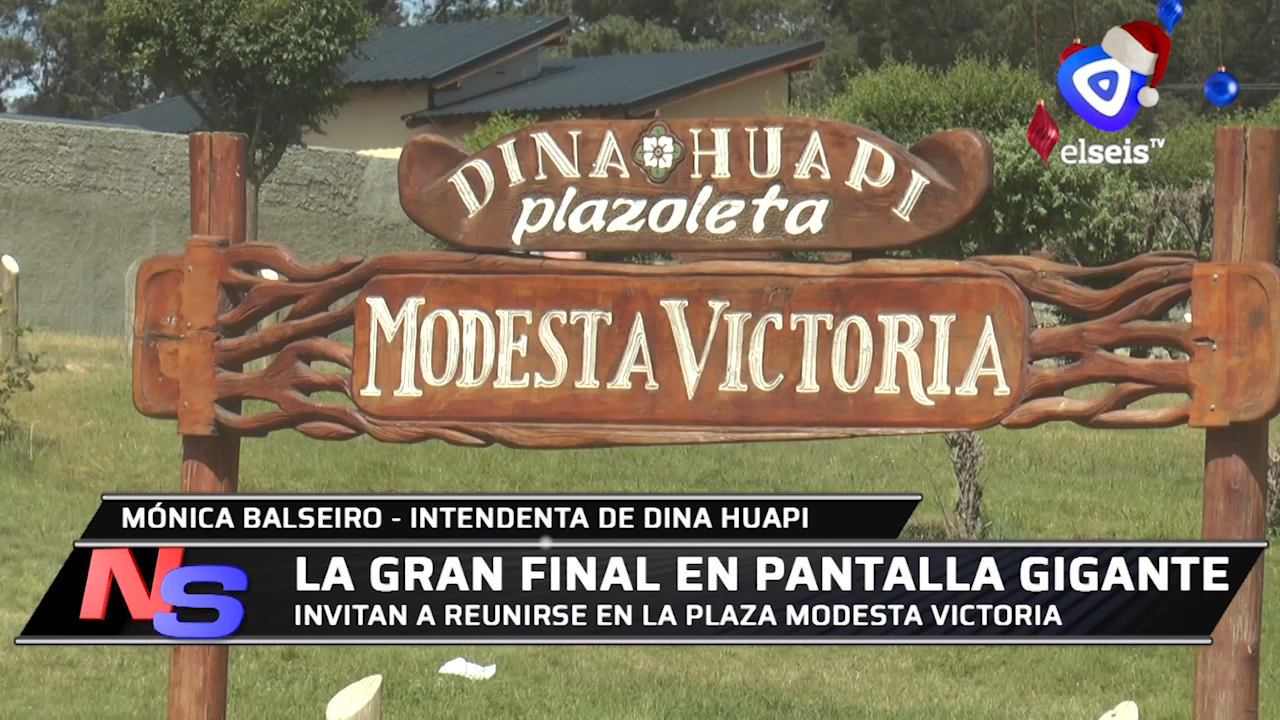 elseis TV
DINA HUAPI
plazoleta
MODESTA VICTORIA
MÓNICA BALSEIRO - INTENDENTA DE DINA HUAPI
NS
LA GRAN FINAL EN PANTALLA GIGANTE
INVITAN A REUNIRSE EN LA PLAZA MODESTA VICTORIA